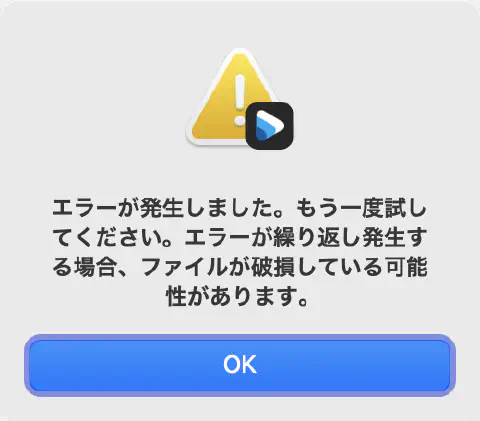 エラーが発生しました。もう一度試し
てください。エラーが繰り返し発生す
る場合、ファイルが破損している可能
性があります。
OK